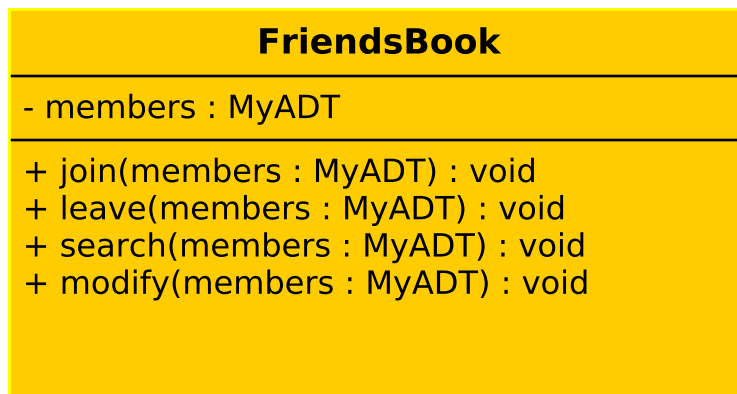 FriendsBook
- members : MyADT
+ join(members : MyADT) : void
+ leave(members : MyADT) : void
+ search(members : MyADT) : void
+ modify(members : MyADT) : void